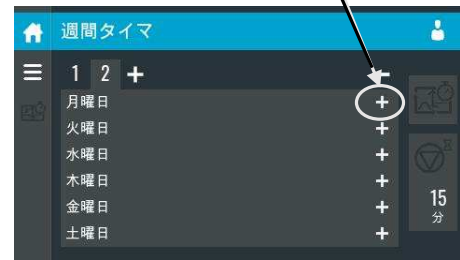 週間タイマ
1 2 +
月曜日 +
火曜日 +
水曜日 +
木曜日 +
金曜日 +
土曜日 +
15
分